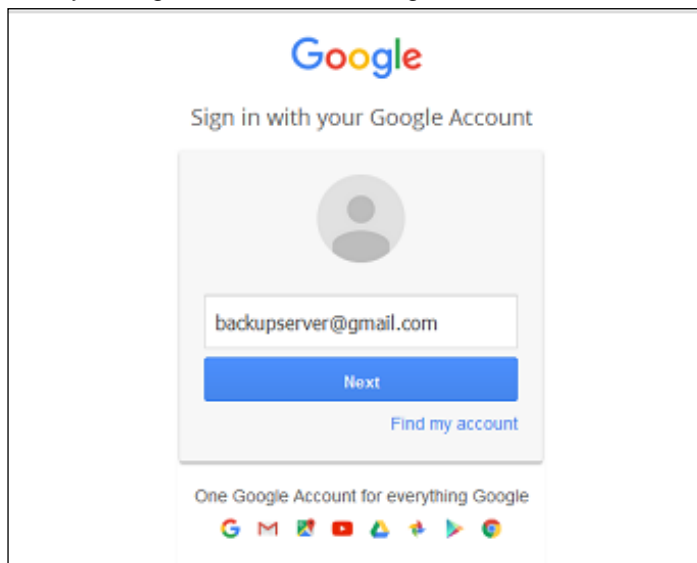 Google
Sign in with your Google Account
backupserver@gmail.com
Next
Find my account
One Google Account for everything Google